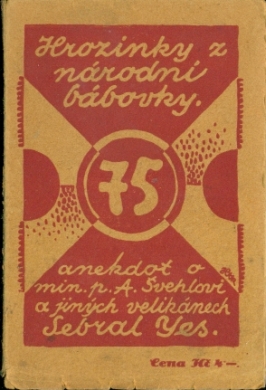 Hrozinky z
národní
bábovky.
75
anekdot o
min. p. A. Švehlovi
a jiných velikánech
Sebral Yes.
Cena Kč 4—